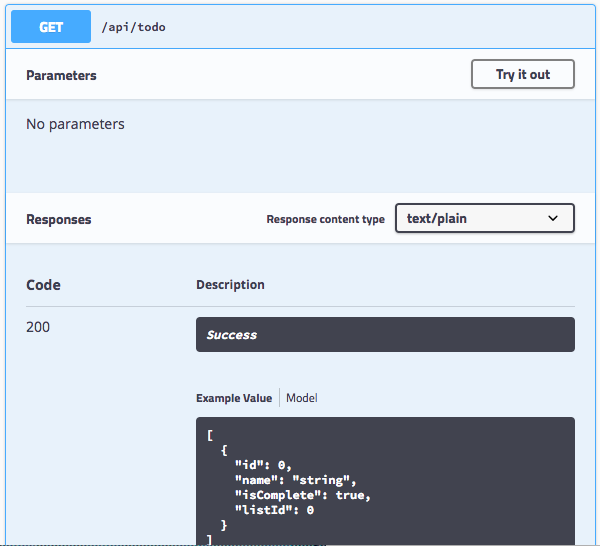 GET /api/todo
Parameters Try it out
No parameters
Responses Response content type text/plain
Code Description
200 Success
Example Value Model
[
  {
    "id": 0,
    "name": "string",
    "isComplete": true,
    "listId": 0
  }
]